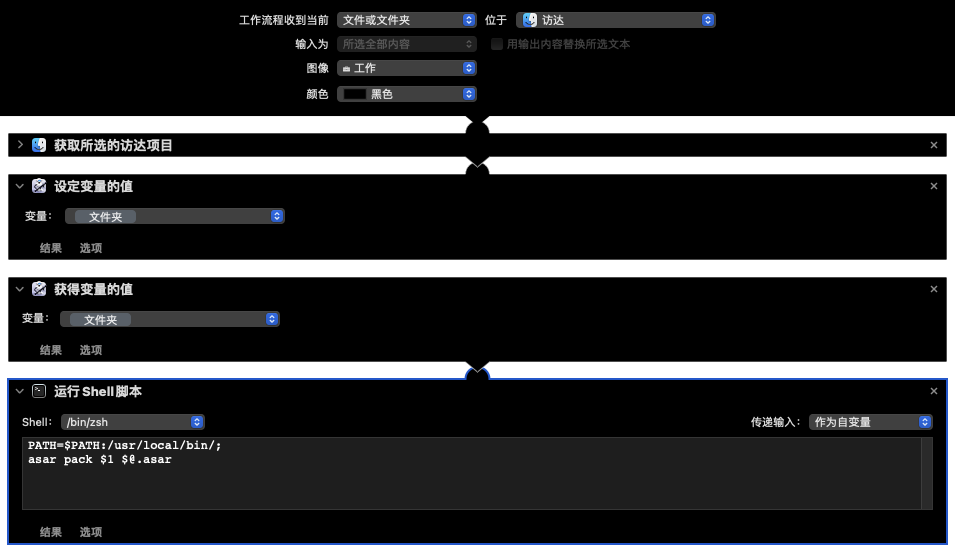 工作流程收到当前 文件或文件夹 位于 访达
输入为 所选全部内容 用输出内容替换所选文本
图像 工作
颜色 黑色
获取所选的访达项目
设定变量的值
变量： 文件夹
结果 选项
获得变量的值
变量： 文件夹
结果 选项
运行 Shell 脚本
Shell： /bin/zsh 传递输入： 作为自变量
PATH=$PATH:/usr/local/bin/;
asar pack $1 $@.asar
结果 选项